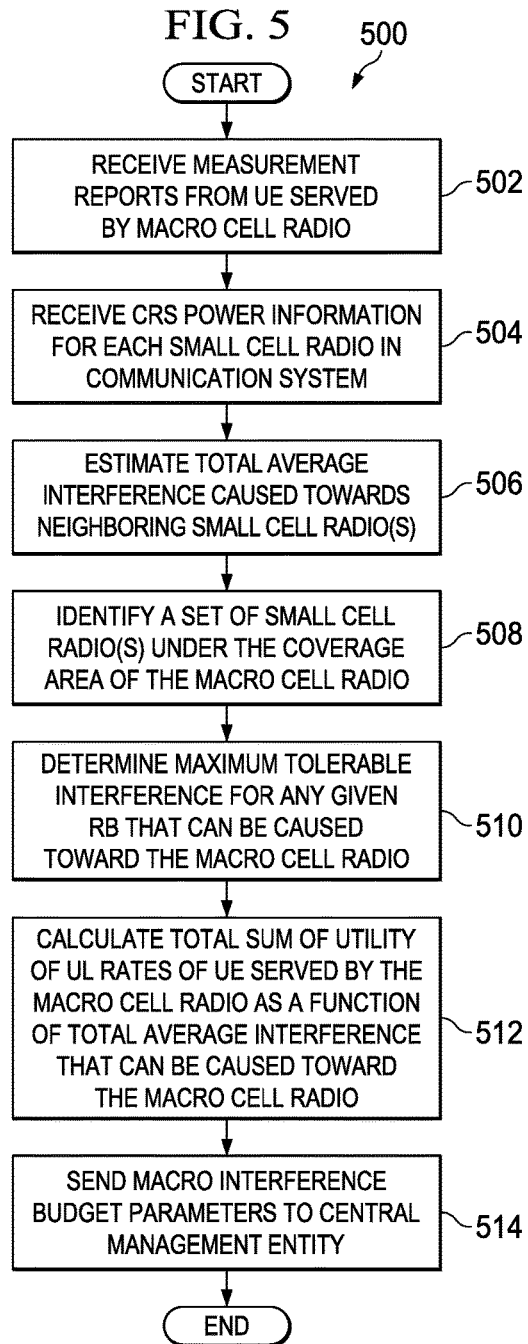 FIG. 5
500
START
RECEIVE MEASUREMENT
REPORTS FROM UE SERVED
BY MACRO CELL RADIO
502
RECEIVE CRS POWER INFORMATION
FOR EACH SMALL CELL RADIO IN
COMMUNICATION SYSTEM
504
ESTIMATE TOTAL AVERAGE
INTERFERENCE CAUSED TOWARDS
NEIGHBORING SMALL CELL RADIO(S)
506
IDENTIFY A SET OF SMALL CELL
RADIO(S) UNDER THE COVERAGE
AREA OF THE MACRO CELL RADIO
508
DETERMINE MAXIMUM TOLERABLE
INTERFERENCE FOR ANY GIVEN
RB THAT CAN BE CAUSED
TOWARD THE MACRO CELL RADIO
510
CALCULATE TOTAL SUM OF UTILITY
OF UL RATES OF UE SERVED BY THE
MACRO CELL RADIO AS A FUNCTION
OF TOTAL AVERAGE INTERFERENCE
THAT CAN BE CAUSED TOWARD
THE MACRO CELL RADIO
512
SEND MACRO INTERFERENCE
BUDGET PARAMETERS TO CENTRAL
MANAGEMENT ENTITY
514
END